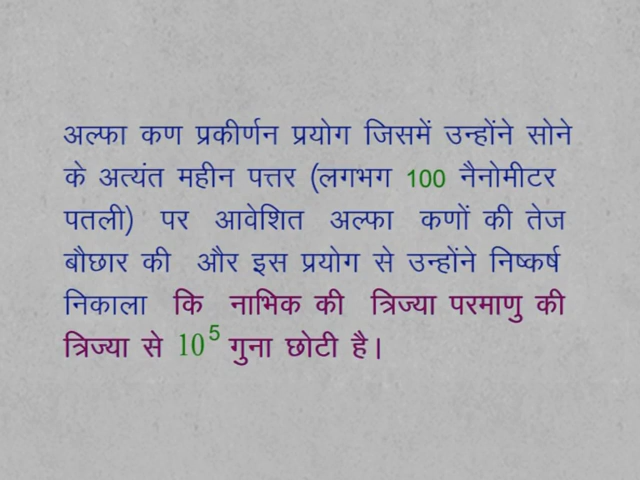 अल्फा कण प्रकीर्णन प्रयोग जिसमें उन्होंने सोने
के अत्यंत महीन पत्तर (लगभग 100 नैनोमीटर
पतली) पर आवेशित अल्फा कणों की तेज
बौछार की और इस प्रयोग से उन्होंने निष्कर्ष
निकाला कि नाभिक की त्रिज्या परमाणु की
त्रिज्या से 10⁵ गुना छोटी है।